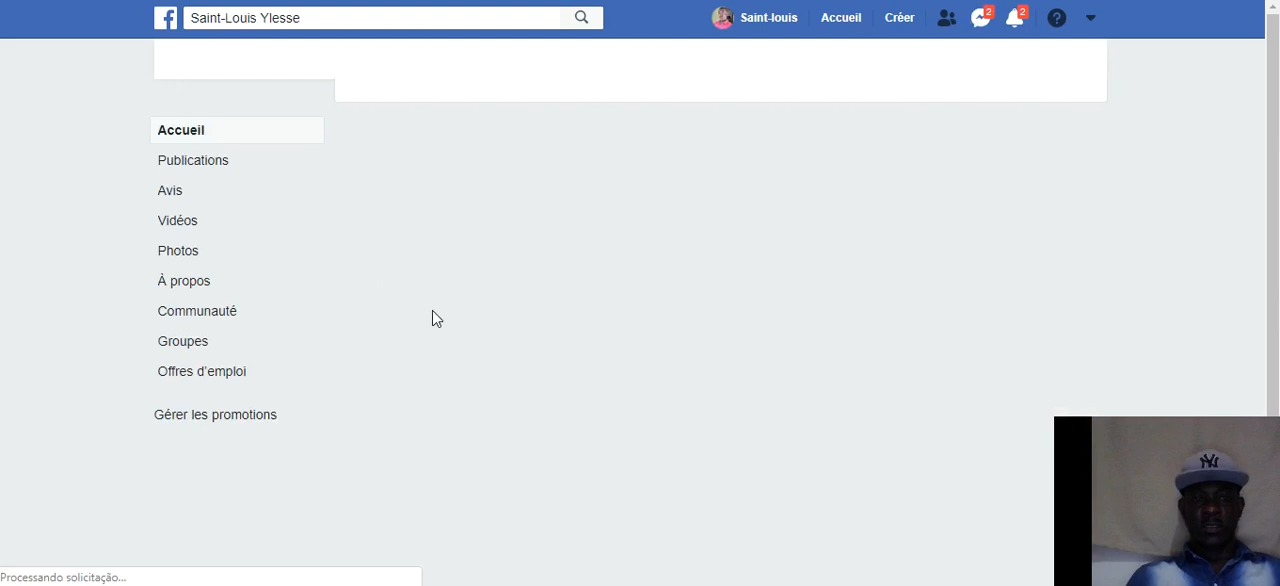 Saint-Louis Ylesse
Saint-louis
Accueil
Créer
2
2
Accueil
Publications
Avis
Vidéos
Photos
À propos
Communauté
Groupes
Offres d'emploi
Gérer les promotions
NY
Processando solicitação...